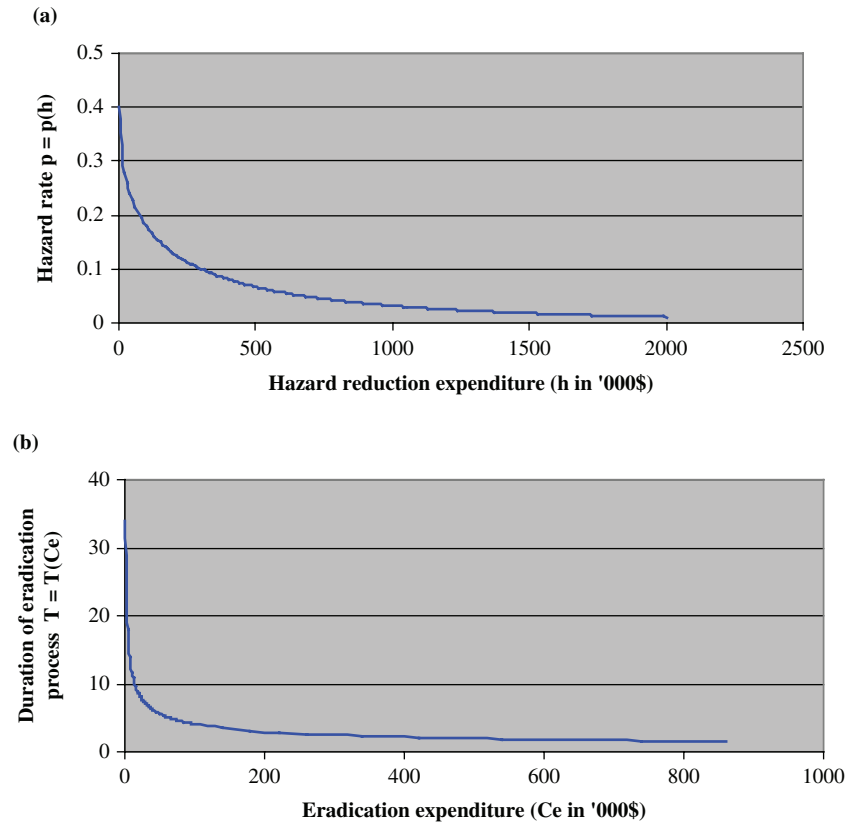 (a)
0.5
0.4
0.3
0.2
0.1
0
Hazard rate p = p(h)
0 500 1000 1500 2000 2500
Hazard reduction expenditure (h in '000$)
(b)
40
30
20
10
0
Duration of eradication
process T = T(Ce)
0 200 400 600 800 1000
Eradication expenditure (Ce in '000$)